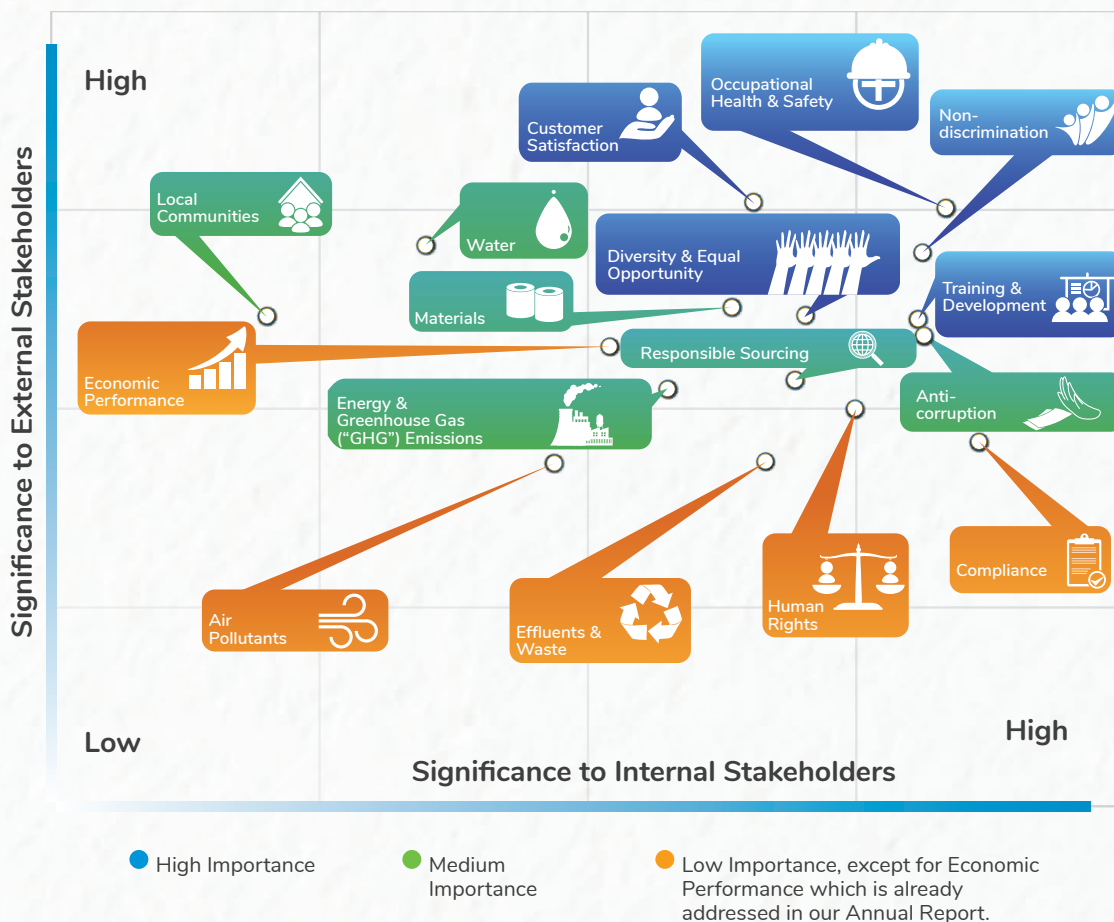 High
Occupational
Health & Safety
Customer
Satisfaction
Non-
discrimination
Local
Communities
Water
Diversity & Equal
Opportunity
Training &
Development
Materials
Responsible Sourcing
Economic
Performance
Energy &
Greenhouse Gas
(“GHG”) Emissions
Anti-
corruption
Air
Pollutants
Effluents &
Waste
Human
Rights
Compliance
Significance to External Stakeholders
Low
High
Significance to Internal Stakeholders
High Importance
Medium
Importance
Low Importance, except for Economic
Performance which is already
addressed in our Annual Report.